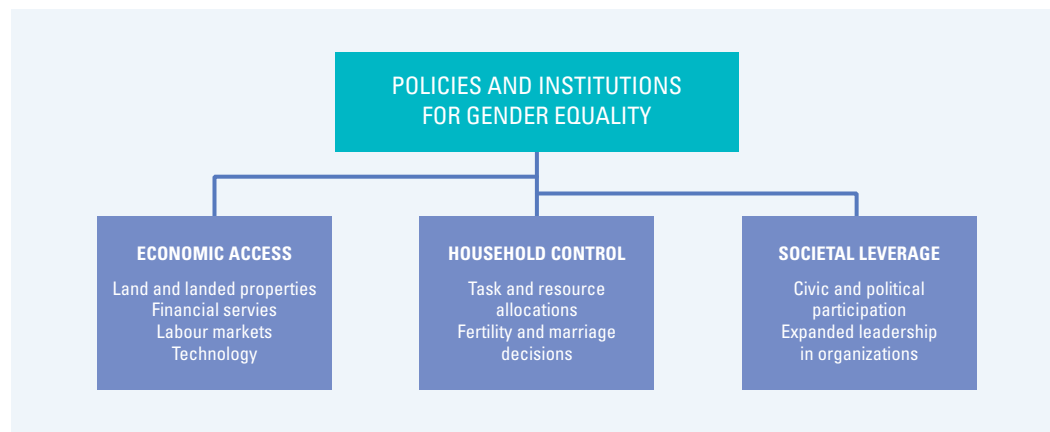 POLICIES AND INSTITUTIONS
FOR GENDER EQUALITY
ECONOMIC ACCESS
Land and landed properties
Financial servies
Labour markets
Technology
HOUSEHOLD CONTROL
Task and resource
allocations
Fertility and marriage
decisions
SOCIETAL LEVERAGE
Civic and political
participation
Expanded leadership
in organizations